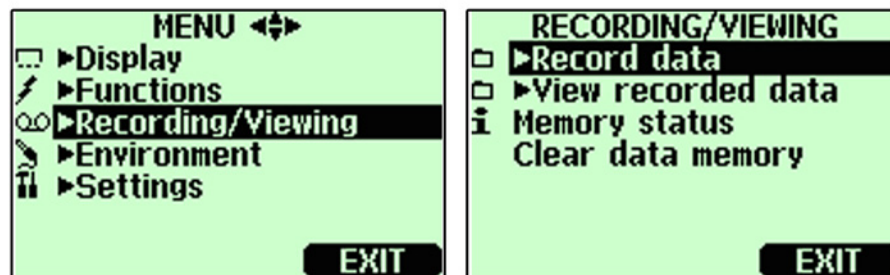 MENU
Display
Functions
Recording/Viewing
Environment
Settings
EXIT
RECORDING/VIEWING
Record data
View recorded data
Memory status
Clear data memory
EXIT